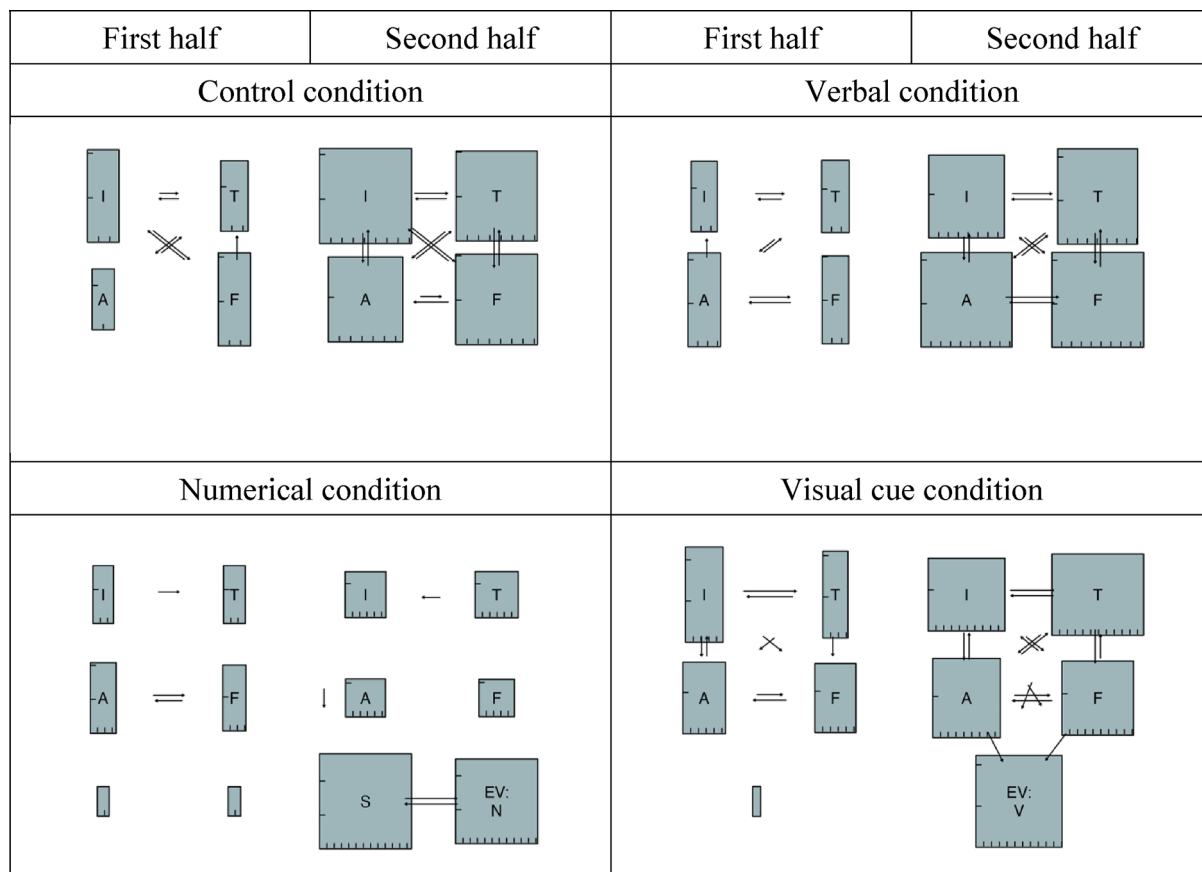 First half Second half First half Second half
Control condition Verbal condition
I T I T I T I T
A F A F A F A F
Numerical condition Visual cue condition
I T I T I T I T
A F A F A F A F
S EV: N EV: V